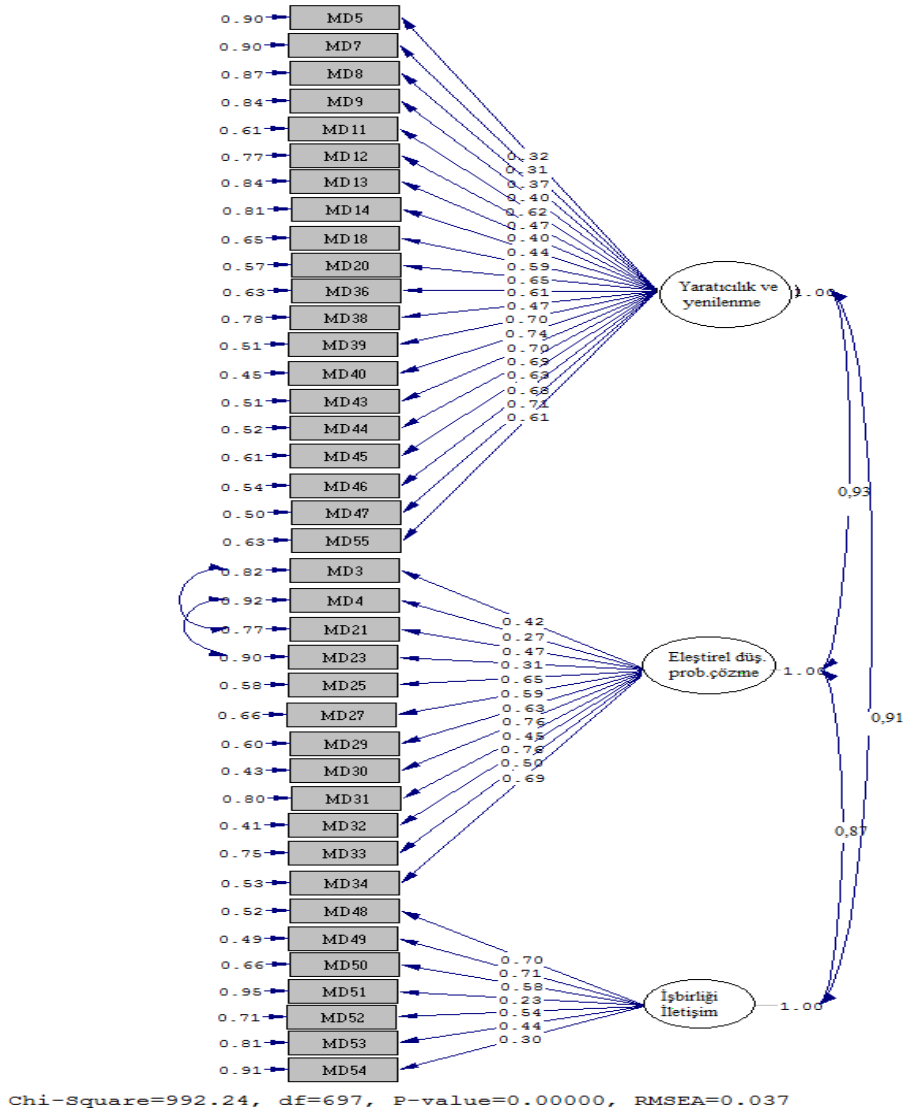 0.90 MD5
0.90 MD7
0.87 MD8
0.84 MD9
0.61 MD11
0.77 MD12
0.84 MD13
0.81 MD14
0.65 MD18
0.57 MD20
0.63 MD36
0.78 MD38
0.51 MD39
0.45 MD40
0.51 MD43
0.52 MD44
0.61 MD45
0.54 MD46
0.50 MD47
0.63 MD55
0.82 MD3
0.92 MD4
0.77 MD21
0.90 MD23
0.58 MD25
0.66 MD27
0.60 MD29
0.43 MD30
0.80 MD31
0.41 MD32
0.75 MD33
0.53 MD34
0.52 MD48
0.49 MD49
0.66 MD50
0.95 MD51
0.71 MD52
0.81 MD53
0.91 MD54
0.32
0.31
0.37
0.40
0.62
0.47
0.40
0.44
0.59
0.65
0.61
0.47
0.70
0.74
0.70
0.69
0.63
0.68
0.71
0.61
Yaratıcılık ve
yenilenme
1.00
0.42
0.27
0.47
0.31
0.65
0.59
0.63
0.76
0.45
0.76
0.50
0.69
Eleştirel düş.
prob.çözme
1.00
0.70
0.71
0.58
0.23
0.54
0.44
0.30
İşbirliği
İletişim
1.00
0,93
0,91
0,87
Chi-Square=992.24, df=697, P-value=0.00000, RMSEA=0.037